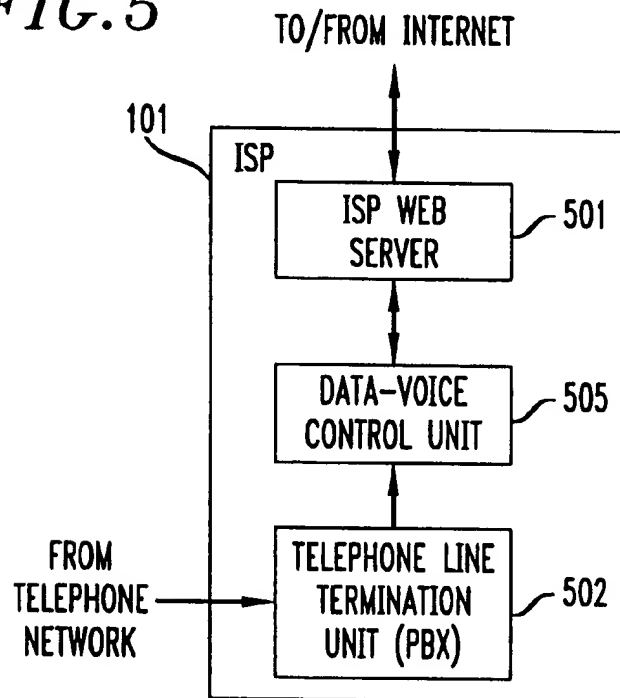 FIG. 5
TO/FROM INTERNET
101
ISP
ISP WEB
SERVER
501
DATA-VOICE
CONTROL UNIT
505
FROM
TELEPHONE
NETWORK
TELEPHONE LINE
TERMINATION
UNIT (PBX)
502